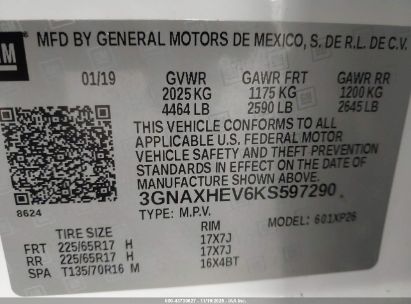 GM
MFD BY GENERAL MOTORS DE MEXICO, S. DE R.L. DE C.V.
01/19 GVWR GAWR FRT GAWR RR
2025 KG 1175 KG 1200 KG
4464 LB 2590 LB 2645 LB
THIS VEHICLE CONFORMS TO ALL
APPLICABLE U.S. FEDERAL MOTOR
VEHICLE SAFETY AND THEFT PREVENTION
STANDARDS IN EFFECT ON THE DATE OF
MANUFACTURE SHOWN ABOVE.
3GNAXHEV6KS597290
8624
TYPE: M.P.V. MODEL: 601XP26
TIRE SIZE RIM
FRT 225/65R17 H 17X7J
RR 225/65R17 H 17X7J
SPA T135/70R16 M 16X4BT